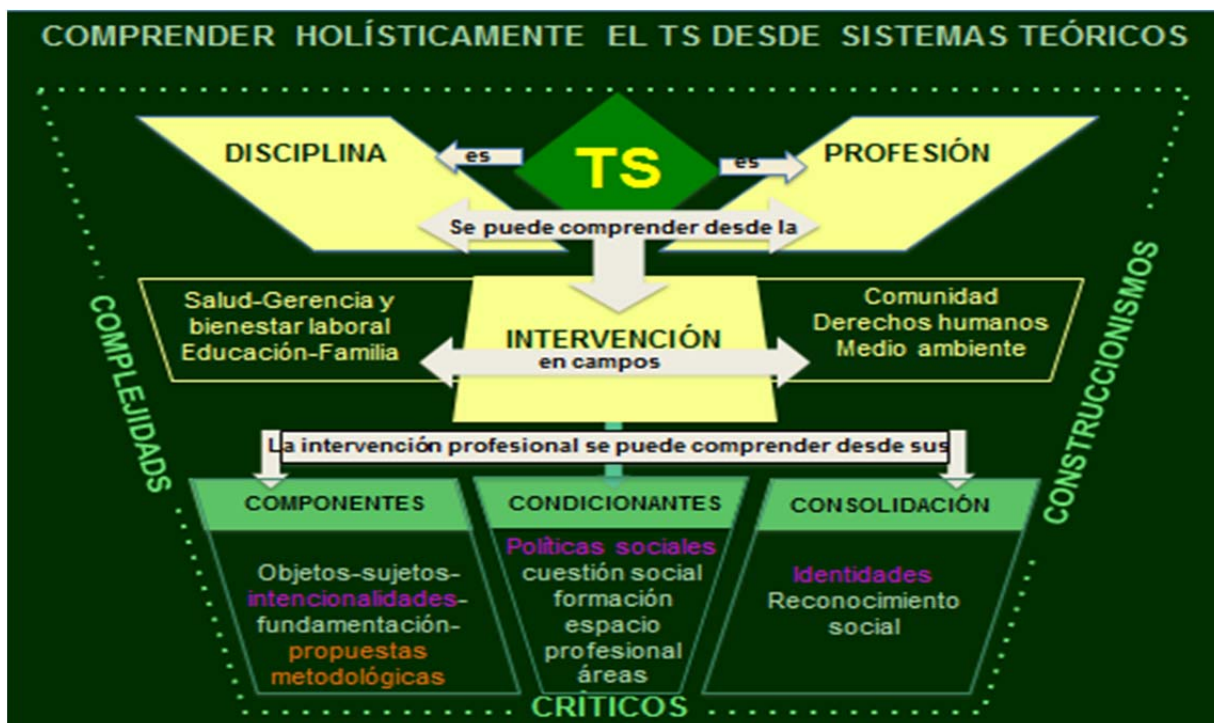 COMPRENDER HOLÍSTICAMENTE EL TS DESDE SISTEMAS TEÓRICOS
DISCIPLINA
es
TS
es
PROFESIÓN
Se puede comprender desde la
Salud-Gerencia y
bienestar laboral
Educación-Familia
INTERVENCIÓN
en campos
Comunidad
Derechos humanos
Medio ambiente
COMPLEJIDADS
CONSTRUCCIONISMOS
La intervención profesional se puede comprender desde sus
COMPONENTES
Objetos-sujetos-
intencionalidades-
fundamentación-
propuestas
metodológicas
CONDICIONANTES
Políticas sociales
cuestión social
formación
espacio
profesional
áreas
CONSOLIDACIÓN
Identidades
Reconocimiento
social
CRÍTICOS